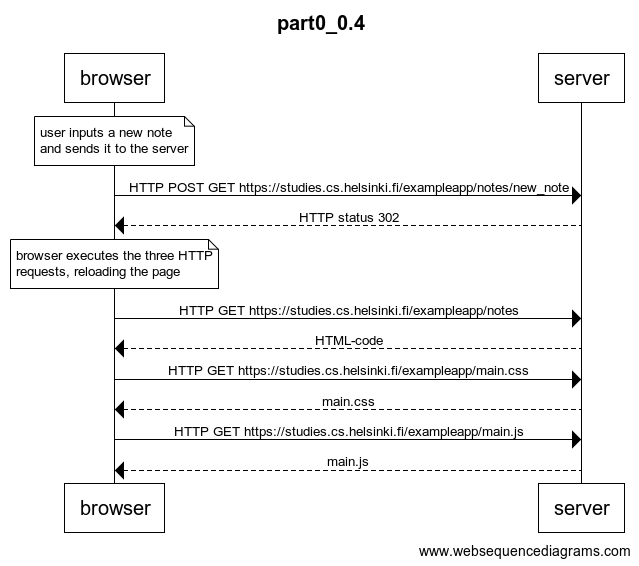 part0_0.4
browser
server
user inputs a new note
and sends it to the server
HTTP POST GET https://studies.cs.helsinki.fi/exampleapp/notes/new_note
HTTP status 302
browser executes the three HTTP
requests, reloading the page
HTTP GET https://studies.cs.helsinki.fi/exampleapp/notes
HTML-code
HTTP GET https://studies.cs.helsinki.fi/exampleapp/main.css
main.css
HTTP GET https://studies.cs.helsinki.fi/exampleapp/main.js
main.js
browser
server
www.websequencediagrams.com